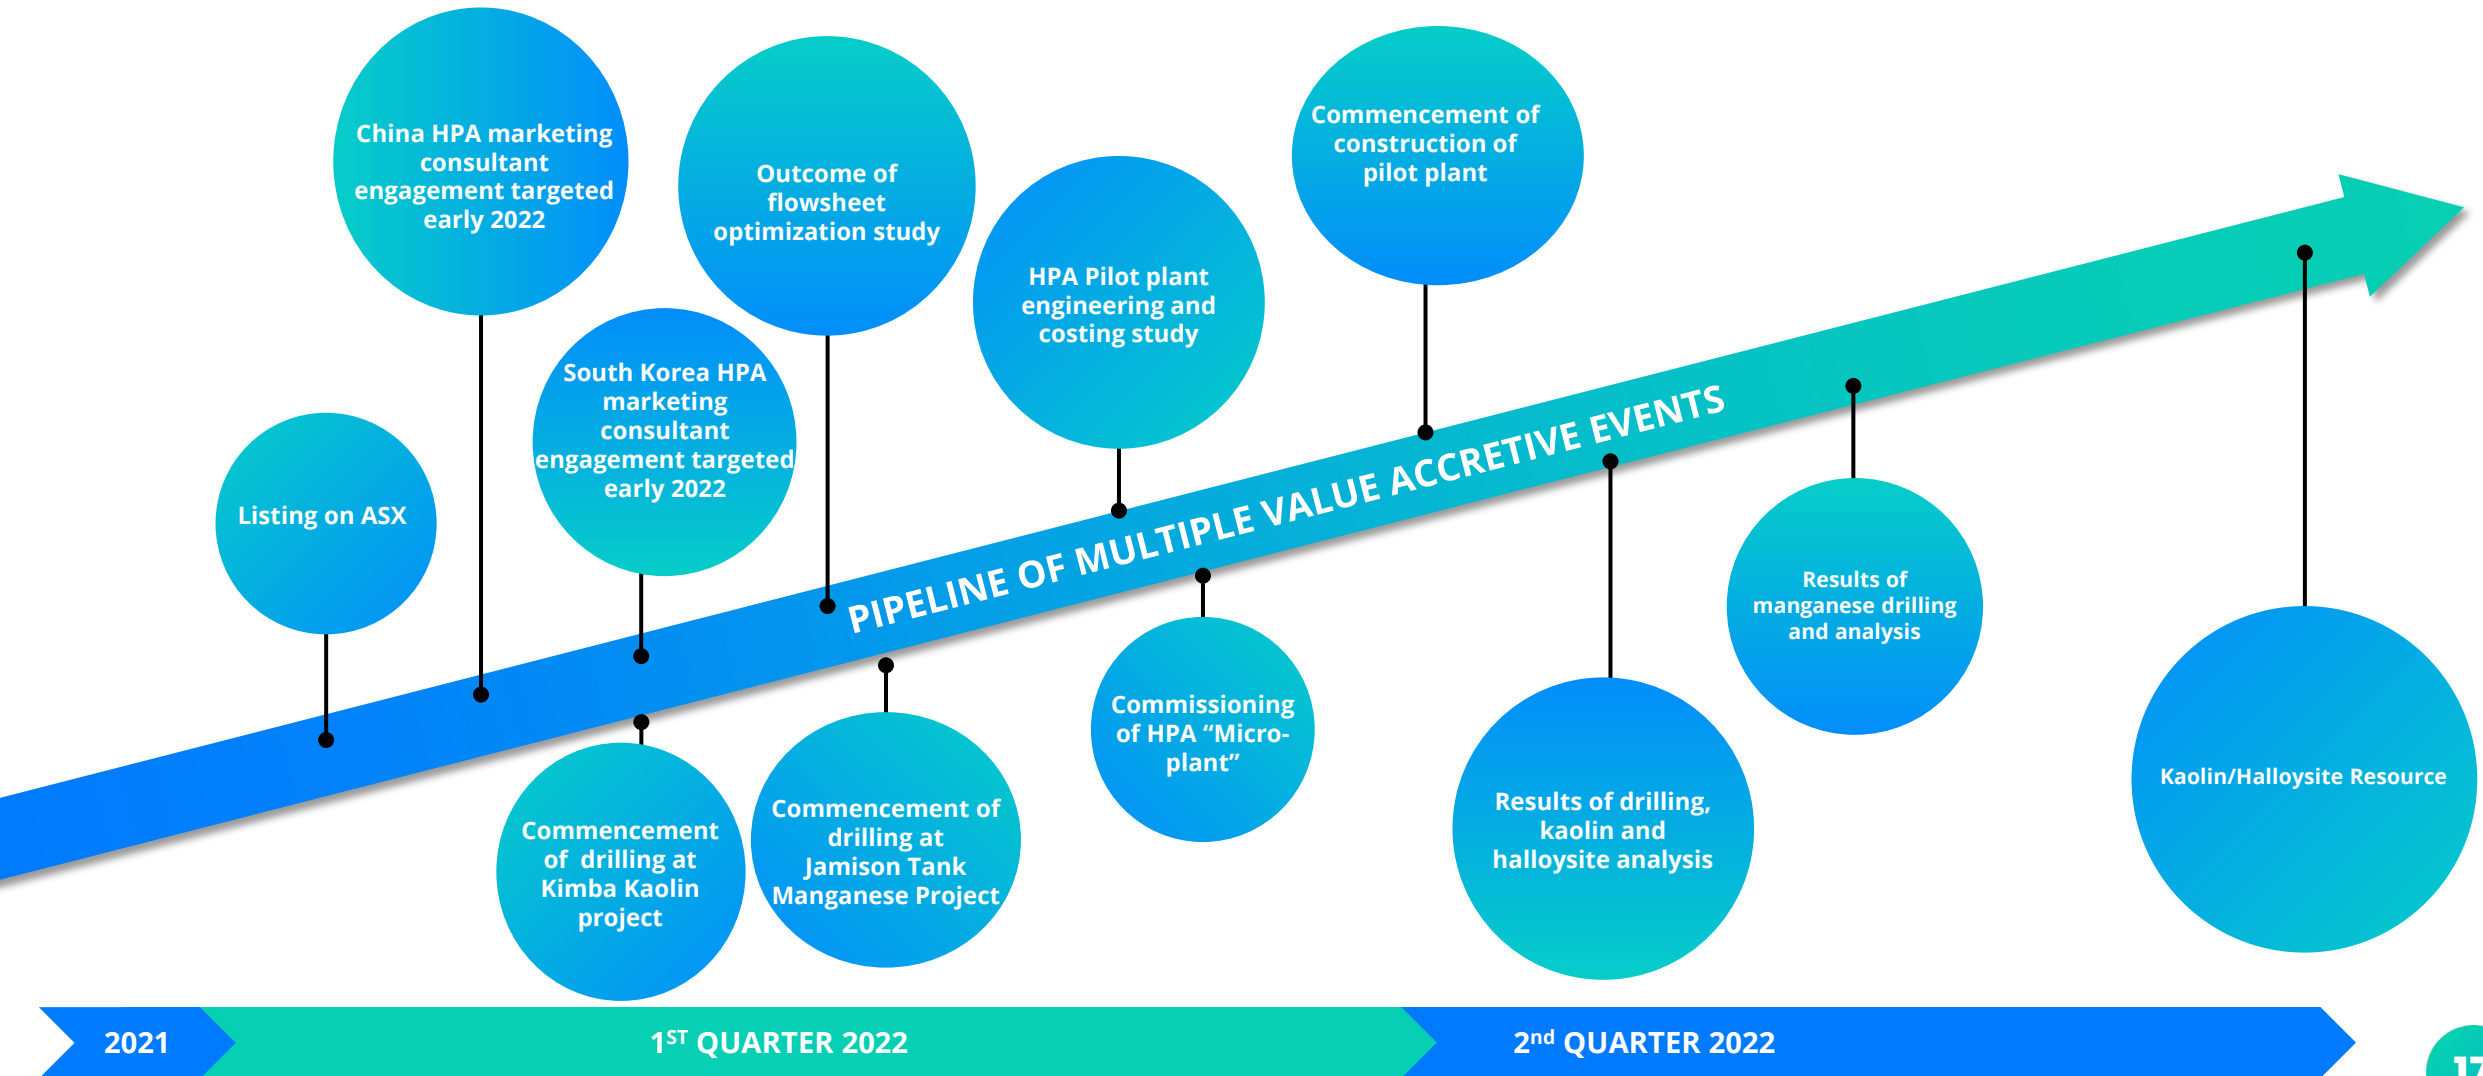 China HPA marketing
consultant
engagement targeted
early 2022
Outcome of
flowsheet
optimization study
Commencement of
construction of
pilot plant
HPA Pilot plant
engineering and
costing study
South Korea HPA
marketing
consultant
engagement targeted
early 2022
Listing on ASX
PIPELINE OF MULTIPLE VALUE ACCRETIVE EVENTS
Commencement
of  drilling at
Kimba Kaolin
project
Commencement of
drilling at
Jamison Tank
Manganese Project
Commissioning
of HPA “Micro-
plant”
Results of drilling,
kaolin and
halloysite analysis
Results of
manganese drilling
and analysis
Kaolin/Halloysite Resource
2021
1ST QUARTER 2022
2nd QUARTER 2022